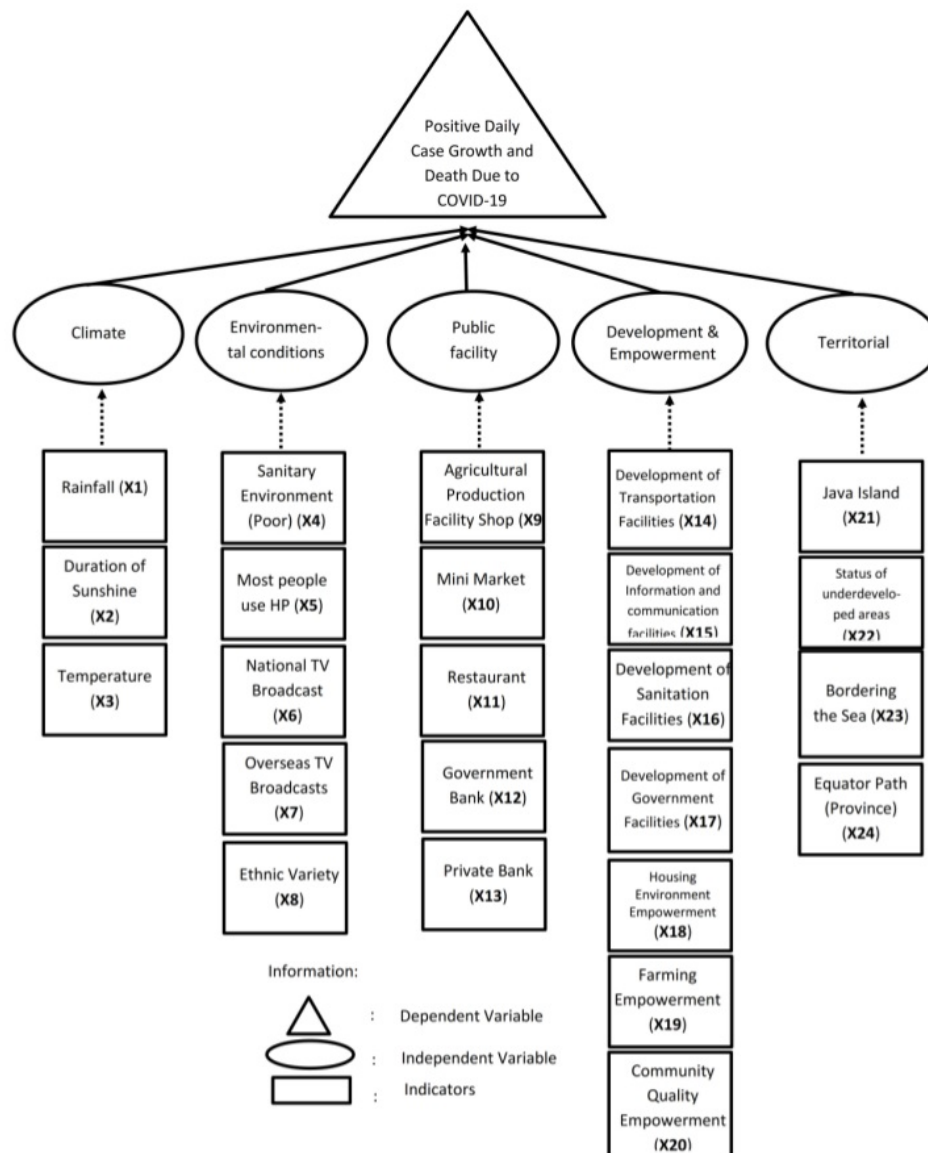 Positive Daily
Case Growth and
Death Due to
COVID-19
Climate
Environmen-
tal conditions
Public
facility
Development &
Empowerment
Territorial
Rainfall (X1)
Duration of
Sunshine
(X2)
Temperature
(X3)
Sanitary
Environment
(Poor) (X4)
Most people
use HP (X5)
National TV
Broadcast
(X6)
Overseas TV
Broadcasts
(X7)
Ethnic Variety
(X8)
Agricultural
Production
Facility Shop (X9
Mini Market
(X10)
Restaurant
(X11)
Government
Bank (X12)
Private Bank
(X13)
Development of
Transportation
Facilities (X14)
Development of
Information and
communication
facilities (X15)
Development of
Sanitation
Facilities (X16)
Development of
Government
Facilities (X17)
Housing
Environment
Empowerment
(X18)
Farming
Empowerment
(X19)
Community
Quality
Empowerment
(X20)
Java Island
(X21)
Status of
underdevelo-
ped areas
(X22)
Bordering
the Sea (X23)
Equator Path
(Province)
(X24)
Information:
: Dependent Variable
: Independent Variable
: Indicators